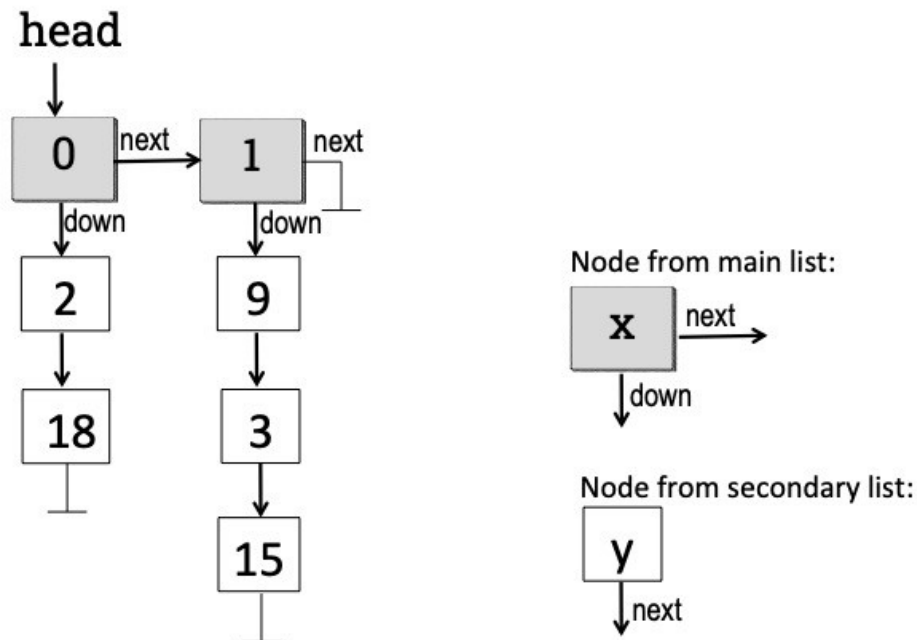 head
0 next 1 next
down down
2 9
18 3
15
Node from main list:
x next
down
Node from secondary list:
y
next